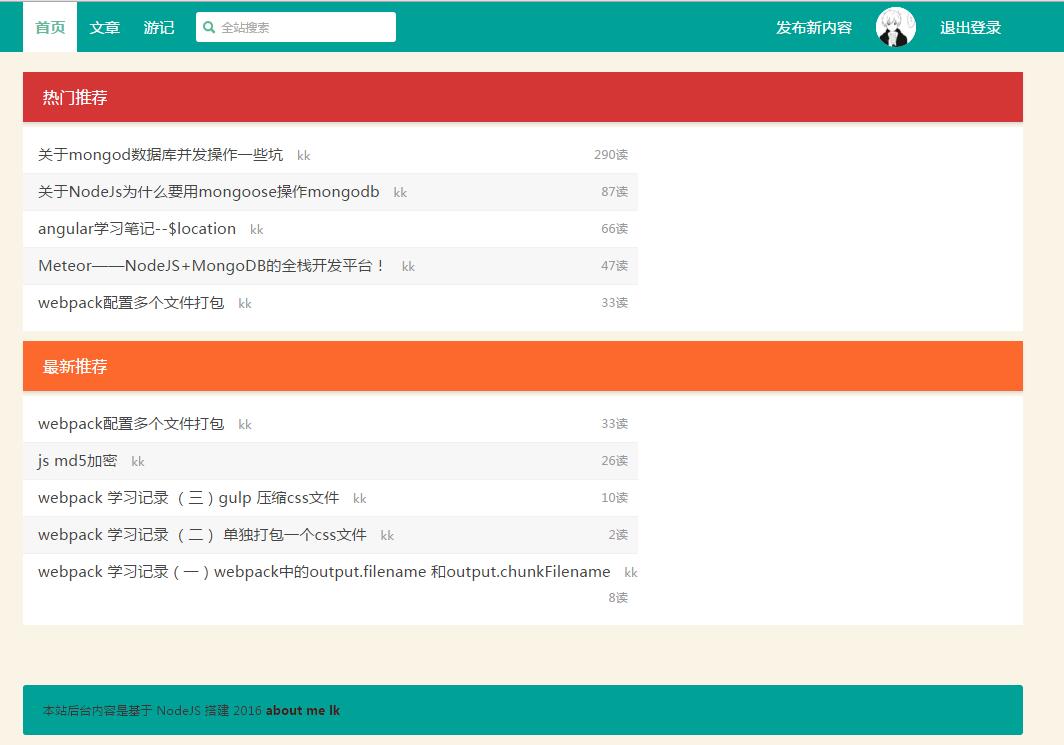 首页 文章 游记 全站搜索 发布新内容 退出登录
热门推荐
关于mongod数据库并发操作一些坑 kk 290读
关于NodeJs为什么要用mongoose操作mongodb kk 87读
angular学习笔记--$location kk 66读
Meteor——NodeJS+MongoDB的全栈开发平台！ kk 47读
webpack配置多个文件打包 kk 33读
最新推荐
webpack配置多个文件打包 kk 33读
js md5加密 kk 26读
webpack 学习记录 （三）gulp 压缩css文件 kk 10读
webpack 学习记录 （二） 单独打包一个css文件 kk 2读
webpack 学习记录（一）webpack中的output.filename 和output.chunkFilename kk
8读
本站后台内容是基于 NodeJS 搭建 2016 about me lk